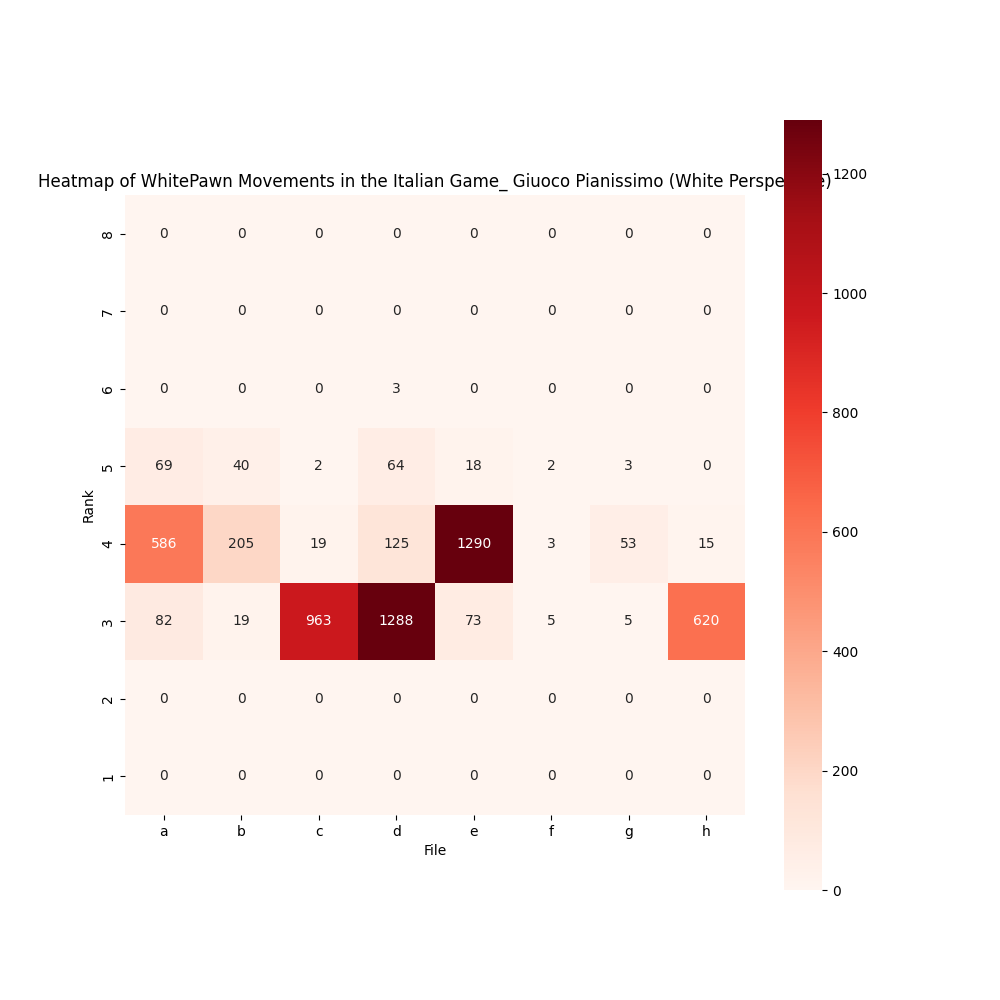 Heatmap of WhitePawn Movements in the Italian Game_ Giuoco Pianissimo (White Perspe    e)
1200
1000
800
600
400
200
0
Rank
8 0 0 0 0 0 0 0 0
7 0 0 0 0 0 0 0 0
6 0 0 0 3 0 0 0 0
5 69 40 2 64 18 2 3 0
4 586 205 19 125 1290 3 53 15
3 82 19 963 1288 73 5 5 620
2 0 0 0 0 0 0 0 0
1 0 0 0 0 0 0 0 0
a b c d e f g h
File